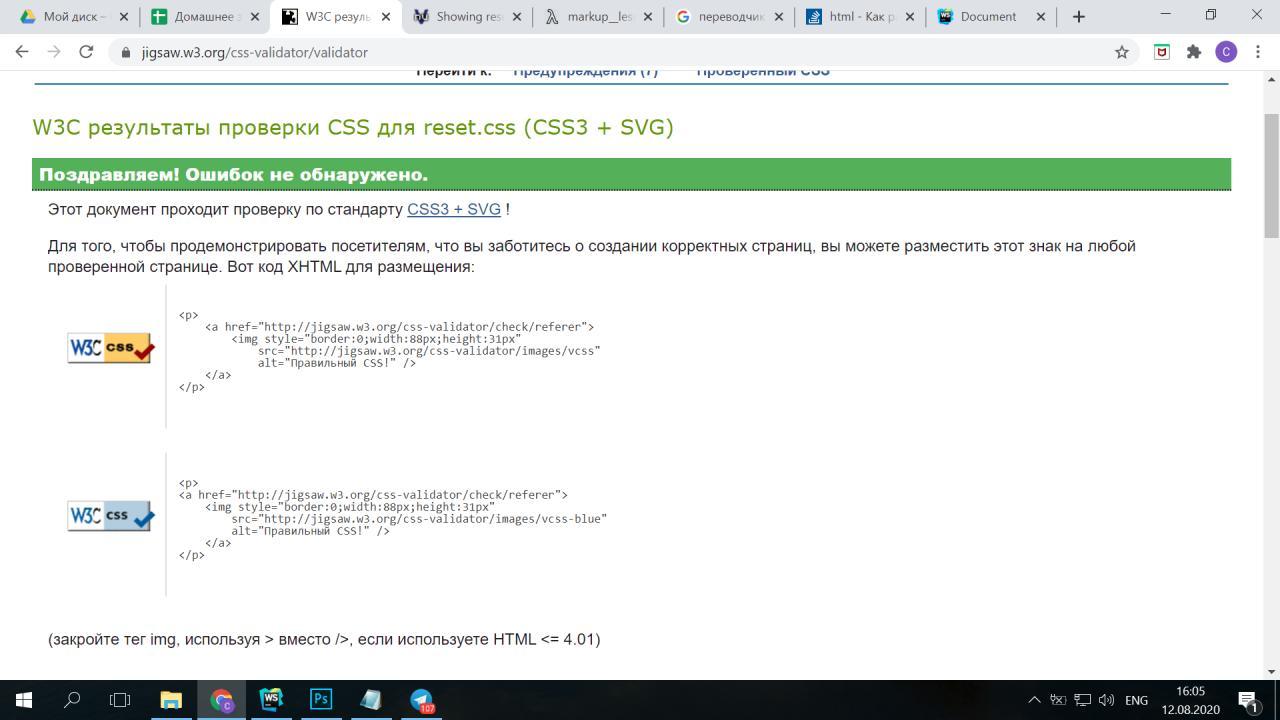 Мой диск –
Домашнее
W3C резуль
Showing res
markup__les
переводчик
html - Как р
Document
jigsaw.w3.org/css-validator/validator
C
Перейти к: Предупреждения (7) Проверенный CSS
W3C результаты проверки CSS для reset.css (CSS3 + SVG)
Поздравляем! Ошибок не обнаружено.
Этот документ проходит проверку по стандарту CSS3 + SVG !
Для того, чтобы продемонстрировать посетителям, что вы заботитесь о создании корректных страниц, вы можете разместить этот знак на любой
проверенной странице. Вот код XHTML для размещения:
W3C css
<p>
<a href="http://jigsaw.w3.org/css-validator/check/referer">
<img style="border:0;width:88px;height:31px"
src="http://jigsaw.w3.org/css-validator/images/vcss"
alt="Правильный CSS!" />
</a>
</p>
W3C css
<p>
<a href="http://jigsaw.w3.org/css-validator/check/referer">
<img style="border:0;width:88px;height:31px"
src="http://jigsaw.w3.org/css-validator/images/vcss-blue"
alt="Правильный CSS!" />
</a>
</p>
(закройте тег img, используя > вместо />, если используете HTML <= 4.01)
C
WS
Ps
107
ENG
16:05
12.08.2020
1